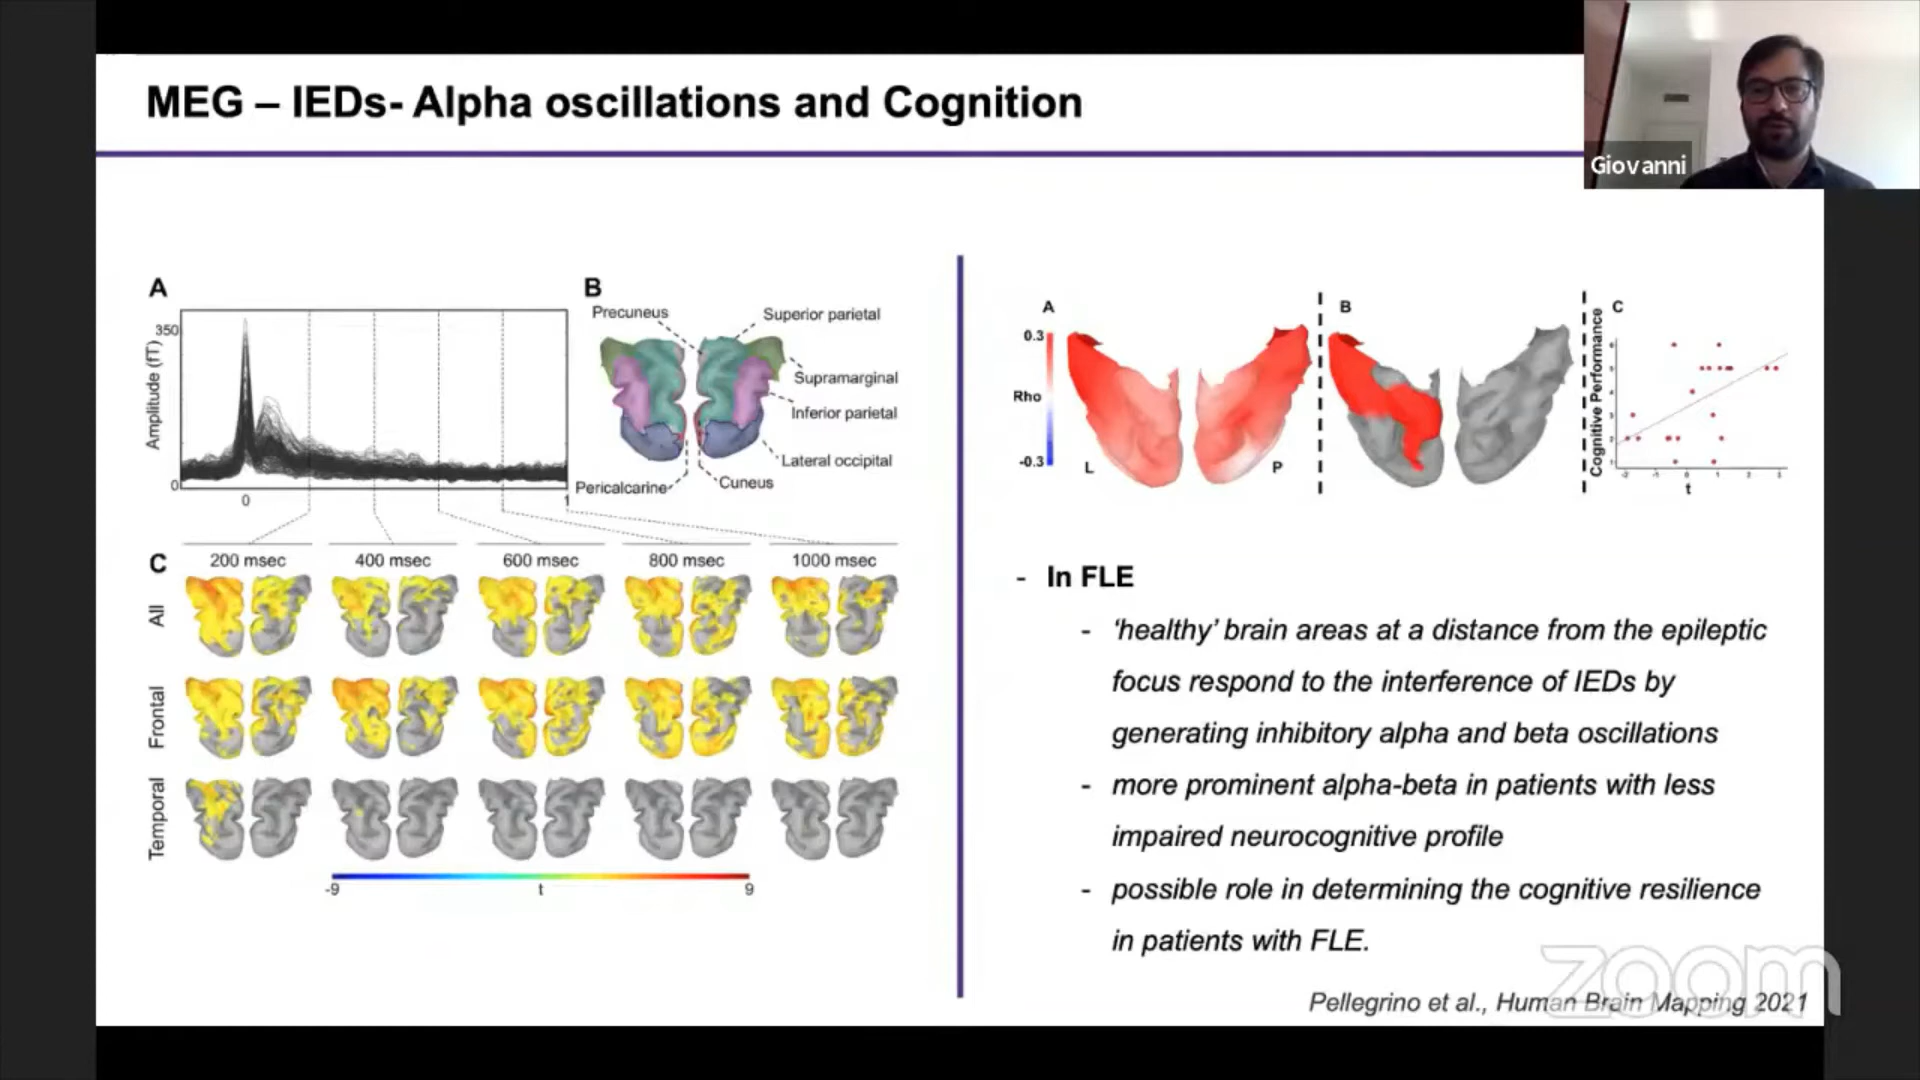 MEG – IEDs- Alpha oscillations and Cognition
Giovanni
A
350
Amplitude (fT)
0
0
1
B
Precuneus
Superior parietal
Supramarginal
Inferior parietal
Lateral occipital
Pericalcarine
Cuneus
C
200 msec
400 msec
600 msec
800 msec
1000 msec
All
Frontal
Temporal
-9
t
9
A
0.3
Rho
-0.3
L
P
B
C
Cognitive Performance
t
- In FLE
- ‘healthy’ brain areas at a distance from the epileptic
focus respond to the interference of IEDs by
generating inhibitory alpha and beta oscillations
- more prominent alpha-beta in patients with less
impaired neurocognitive profile
- possible role in determining the cognitive resilience
in patients with FLE.
zoom
Pellegrino et al., Human Brain Mapping 2021